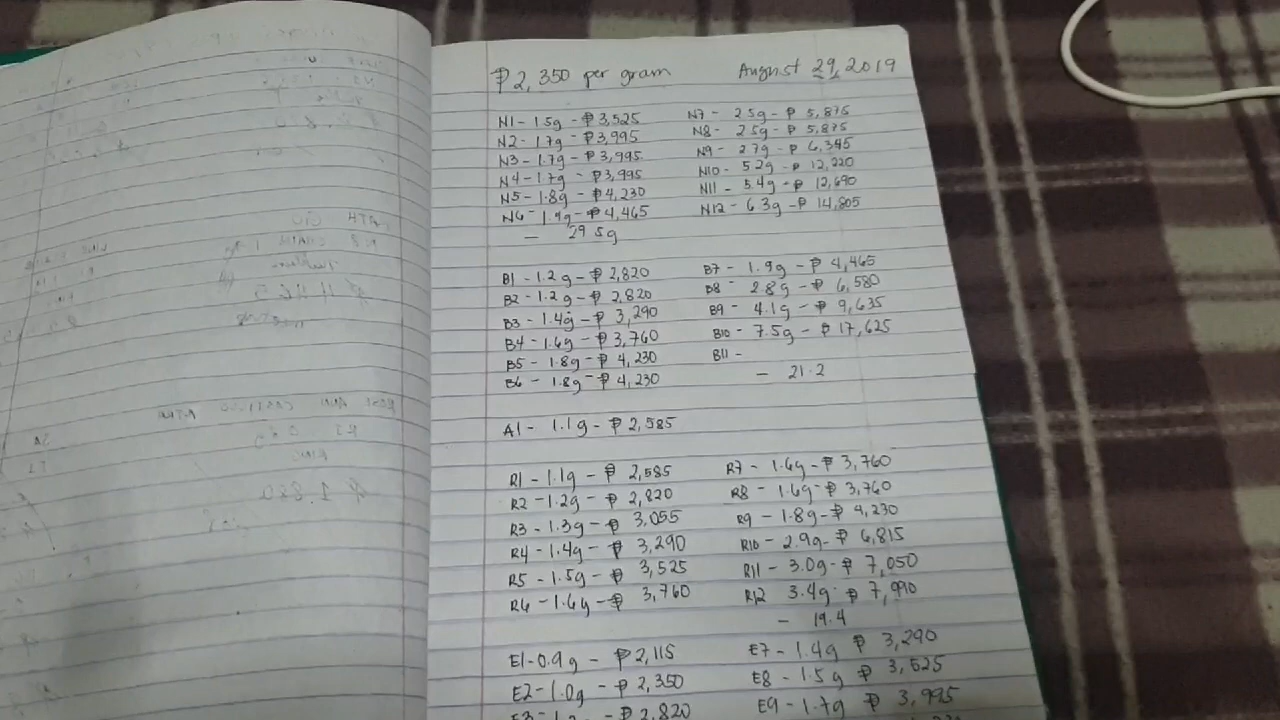 ₱2,350 per gram August 29, 2019
N1 - 1.5g - ₱3,525
N2 - 1.7g - ₱3,995
N3 - 1.7g - ₱3,995
N4 - 1.7g - ₱3,995
N5 - 1.8g - ₱4,230
N6 - 1.9g - ₱4,465
— 29.5g
N7 - 2.5g - ₱ 5,875
N8 - 2.5g - ₱ 5,875
N9 - 2.7g - ₱ 6,345
N10 - 5.2g - ₱ 12,220
N11 - 5.4g - ₱ 12,690
N12 - 6.3g - ₱ 14,805
B1 - 1.2g - ₱ 2,820
B2 - 1.2g - ₱ 2,820
B3 - 1.4g - ₱ 3,290
B4 - 1.6g - ₱ 3,760
B5 - 1.8g - ₱ 4,230
B6 - 1.8g - ₱ 4,230
B7 - 1.9g - ₱ 4,465
B8 - 2.8g - ₱ 6,580
B9 - 4.1g - ₱ 9,635
B10 - 7.5g - ₱ 17,625
B11 -
— 21.2
A1 - 1.1g - ₱ 2,585
R1 - 1.1g - ₱ 2,585
R2 - 1.2g - ₱ 2,820
R3 - 1.3g - ₱ 3,055
R4 - 1.4g - ₱ 3,290
R5 - 1.5g - ₱ 3,525
R6 - 1.6g - ₱ 3,760
R7 - 1.6g - ₱ 3,760
R8 - 1.6g - ₱ 3,760
R9 - 1.8g - ₱ 4,230
R10 - 2.9g - ₱ 6,815
R11 - 3.0g - ₱ 7,050
R12 3.4g ₱ 7,990
— 19.4
E1 - 0.9g - ₱2,115
E2 - 1.0g - ₱ 2,350
₱ 2,820
E7 - 1.4g ₱ 3,290
E8 - 1.5g ₱ 3,525
E9 - 1.7g ₱ 3,995